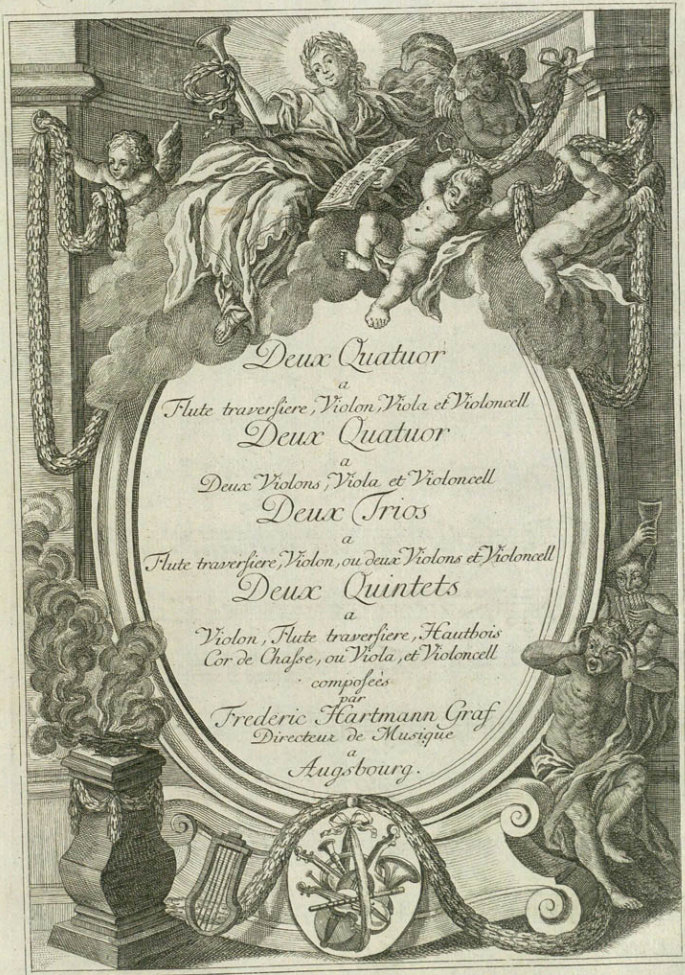 Deux Quatuor
a
Flute traversiere, Violon, Viola et Violoncell
Deux Quatuor
a
Deux Violons, Viola et Violoncell
Deux Trios
a
Flute traversiere, Violon, ou deux Violons et Violoncell
Deux Quintets
a
Violon, Flute traversiere, Hautbois
Cor de Chasse, ou Viola, et Violoncell
composeès
par
Frederic Hartmann Graf
Directeur de Musique
a
Augsbourg.